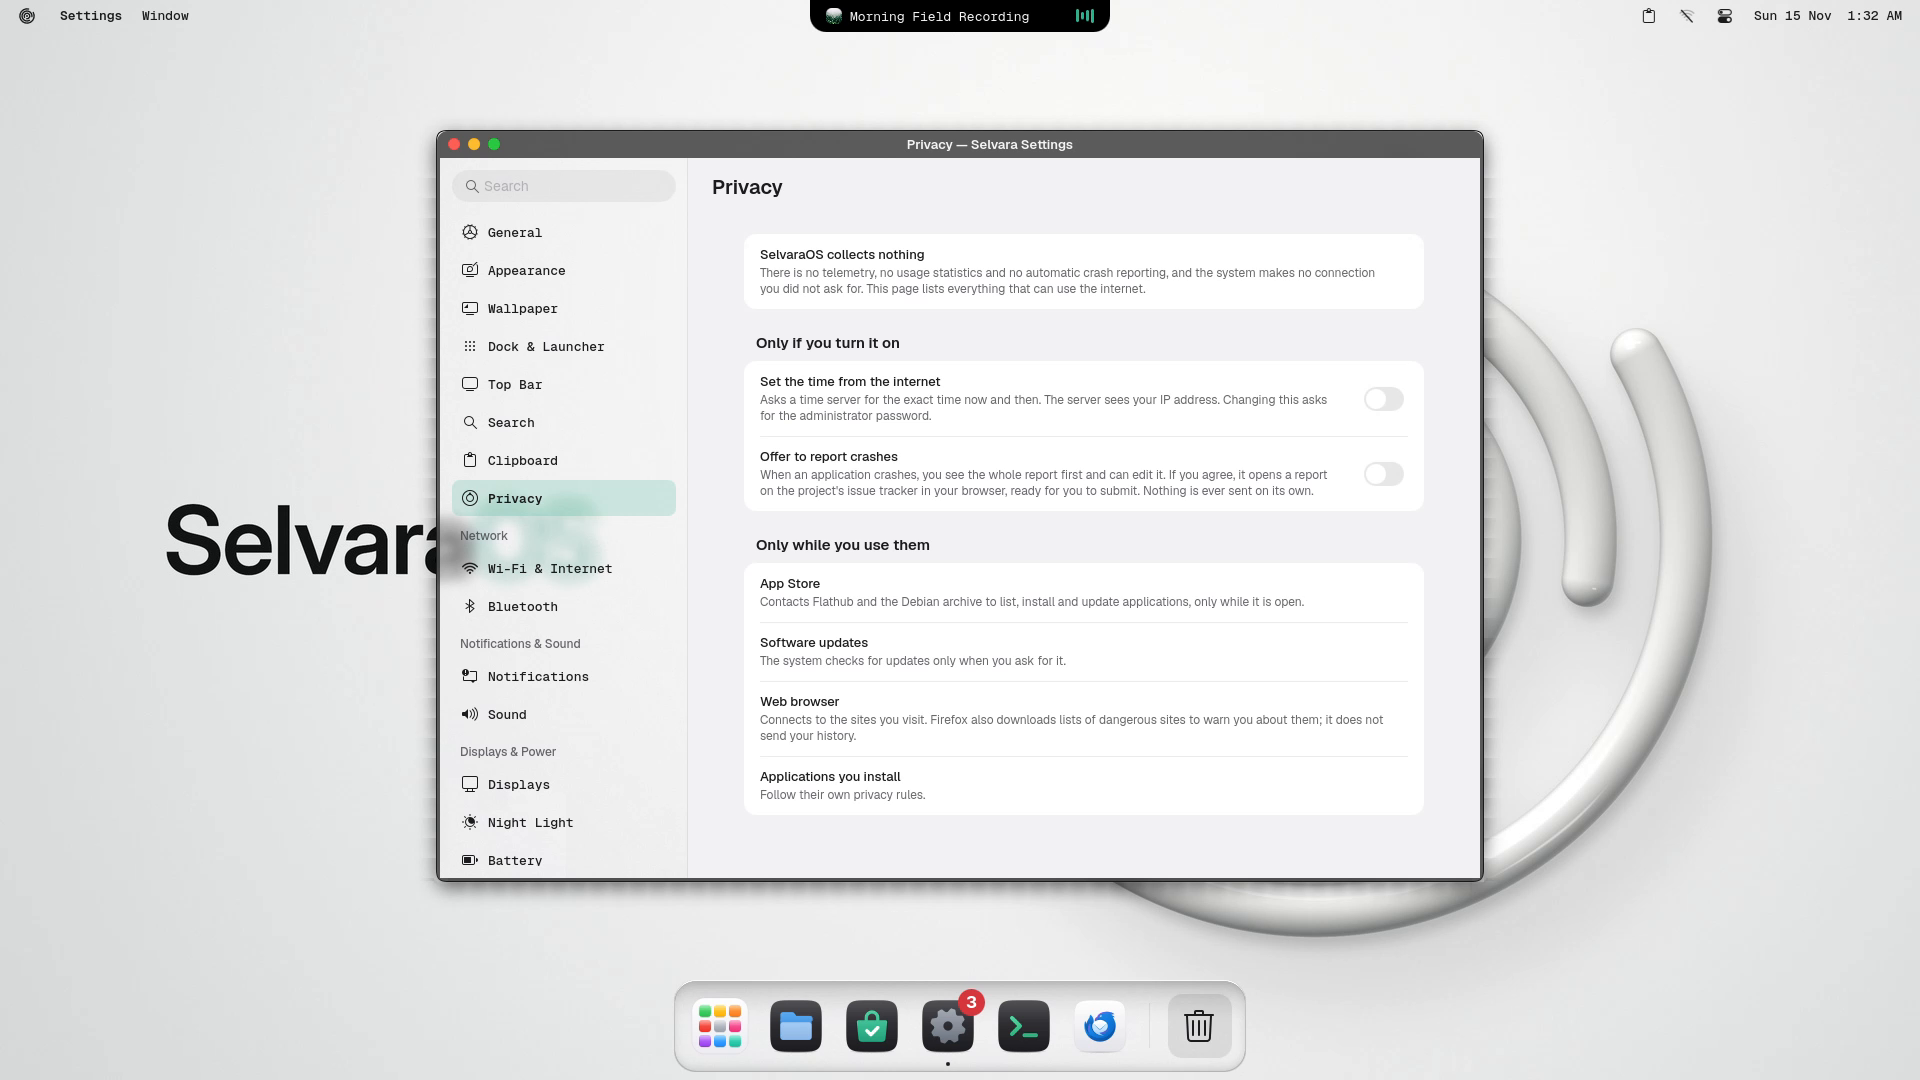 Settings Window
Morning Field Recording
Sun 15 Nov 1:32 AM
Privacy — Selvara Settings
Search
General
Appearance
Wallpaper
Dock & Launcher
Top Bar
Search
Clipboard
Privacy
Network
Wi-Fi & Internet
Bluetooth
Notifications & Sound
Notifications
Sound
Displays & Power
Displays
Night Light
Battery
Privacy
SelvaraOS collects nothing
There is no telemetry, no usage statistics and no automatic crash reporting, and the system makes no connection
you did not ask for. This page lists everything that can use the internet.
Only if you turn it on
Set the time from the internet
Asks a time server for the exact time now and then. The server sees your IP address. Changing this asks
for the administrator password.
Offer to report crashes
When an application crashes, you see the whole report first and can edit it. If you agree, it opens a report
on the project's issue tracker in your browser, ready for you to submit. Nothing is ever sent on its own.
Only while you use them
App Store
Contacts Flathub and the Debian archive to list, install and update applications, only while it is open.
Software updates
The system checks for updates only when you ask for it.
Web browser
Connects to the sites you visit. Firefox also downloads lists of dangerous sites to warn you about them; it does not
send your history.
Applications you install
Follow their own privacy rules.
SelvaraOS
3